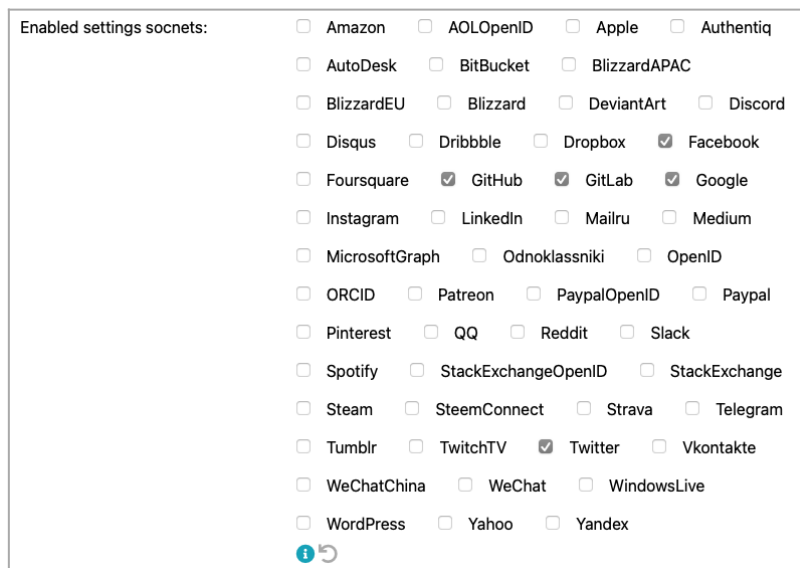 Enabled settings socnets: Amazon AOLOpenID Apple Authentiq
AutoDesk BitBucket BlizzardAPAC
BlizzardEU Blizzard DeviantArt Discord
Disqus Dribbble Dropbox Facebook
Foursquare GitHub GitLab Google
Instagram LinkedIn Mailru Medium
MicrosoftGraph Odnoklassniki OpenID
ORCID Patreon PaypalOpenID Paypal
Pinterest QQ Reddit Slack
Spotify StackExchangeOpenID StackExchange
Steam SteemConnect Strava Telegram
Tumblr TwitchTV Twitter Vkontakte
WeChatChina WeChat WindowsLive
WordPress Yahoo Yandex